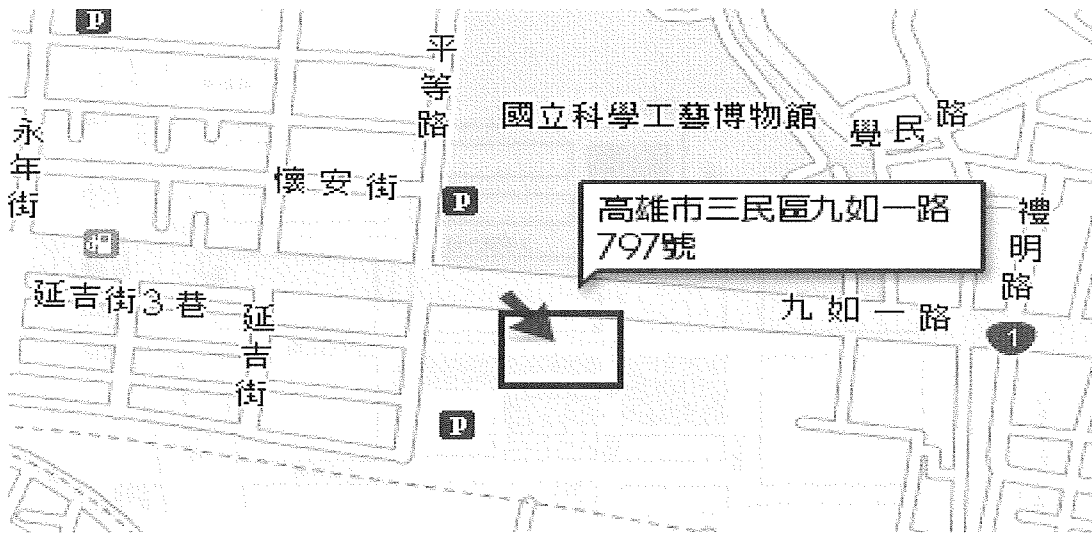 P
平等路
國立科學工藝博物館
覺民路
永年街
懷安街
P
高雄市三民區九如一路
797號
禮明路
延吉街3巷
延吉街
九如一路
1
P